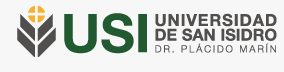 USI UNIVERSIDAD
DE SAN ISIDRO
DR. PLÁCIDO MARÍN